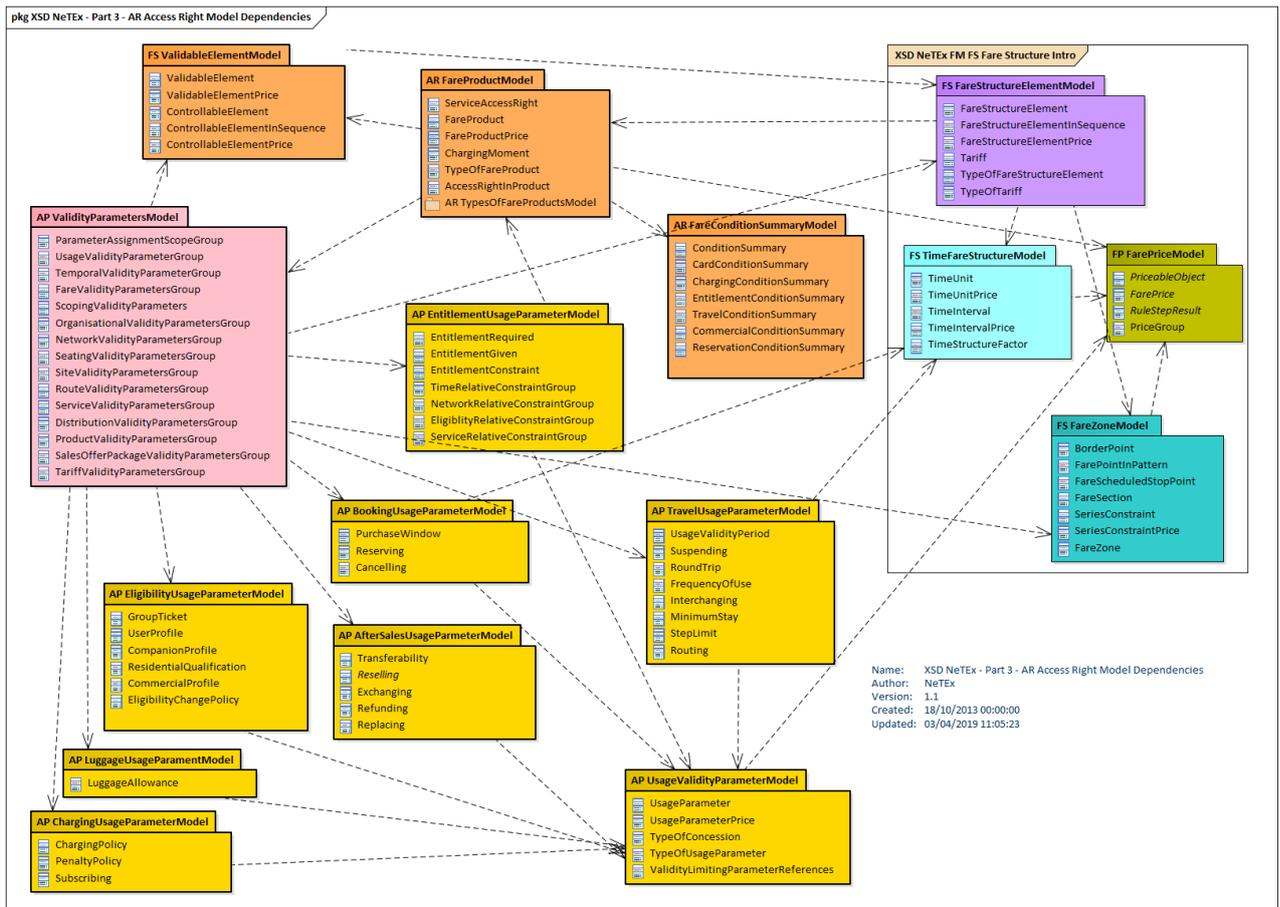 pkg XSD NeTEx - Part 3 - AR Access Right Model Dependencies
FS ValidableElementModel
ValidableElement
ValidableElementPrice
ControllableElement
ControllableElementInSequence
ControllableElementPrice
AR FareProductModel
ServiceAccessRight
FareProduct
FareProductPrice
ChargingMoment
TypeOfFareProduct
AccessRightInProduct
AR TypesOfFareProductsModel
XSD NeTEx FM FS Fare Structure Intro
FS FareStructureElementModel
FareStructureElement
FareStructureElementInSequence
FareStructureElementPrice
Tariff
TypeOfFareStructureElement
TypeOfTariff
AP ValidityParametersModel
ParameterAssignmentScopeGroup
UsageValidityParameterGroup
TemporalValidityParameterGroup
FareValidityParametersGroup
ScopingValidityParameters
OrganisationalValidityParametersGroup
NetworkValidityParametersGroup
SeatingValidityParametersGroup
SiteValidityParametersGroup
RouteValidityParametersGroup
ServiceValidityParametersGroup
DistributionValidityParametersGroup
ProductValidityParametersGroup
SalesOfferPackageValidityParametersGroup
TariffValidityParametersGroup
AR FareConditionSummaryModel
ConditionSummary
CardConditionSummary
ChargingConditionSummary
EntitlementConditionSummary
TravelConditionSummary
CommercialConditionSummary
ReservationConditionSummary
FS TimeFareStructureModel
TimeUnit
TimeUnitPrice
TimeInterval
TimeIntervalPrice
TimeStructureFactor
FP FarePriceModel
PriceableObject
FarePrice
RuleStepResult
PriceGroup
AP EntitlementUsageParameterModel
EntitlementRequired
EntitlementGiven
EntitlementConstraint
TimeRelativeConstraintGroup
NetworkRelativeConstraintGroup
EligiblityRelativeConstraintGroup
ServiceRelativeConstraintGroup
FS FareZoneModel
BorderPoint
FarePointInPattern
FareScheduledStopPoint
FareSection
SeriesConstraint
SeriesConstraintPrice
FareZone
AP BookingUsageParameterModel
PurchaseWindow
Reserving
Cancelling
AP TravelUsageParameterModel
UsageValidityPeriod
Suspending
RoundTrip
FrequencyOfUse
Interchanging
MinimumStay
StepLimit
Routing
AP EligibilityUsageParameterModel
GroupTicket
UserProfile
CompanionProfile
ResidentialQualification
CommercialProfile
EligibilityChangePolicy
AP AfterSalesUsageParmeterModel
Transferability
Reselling
Exchanging
Refunding
Replacing
Name: XSD NeTEx - Part 3 - AR Access Right Model Dependencies
Author: NeTEx
Version: 1.1
Created: 18/10/2013 00:00:00
Updated: 03/04/2019 11:05:23
AP LuggageUsageParamentModel
LuggageAllowance
AP ChargingUsageParameterModel
ChargingPolicy
PenaltyPolicy
Subscribing
AP UsageValidityParameterModel
UsageParameter
UsageParameterPrice
TypeOfConcession
TypeOfUsageParameter
ValidityLimitingParameterReferences